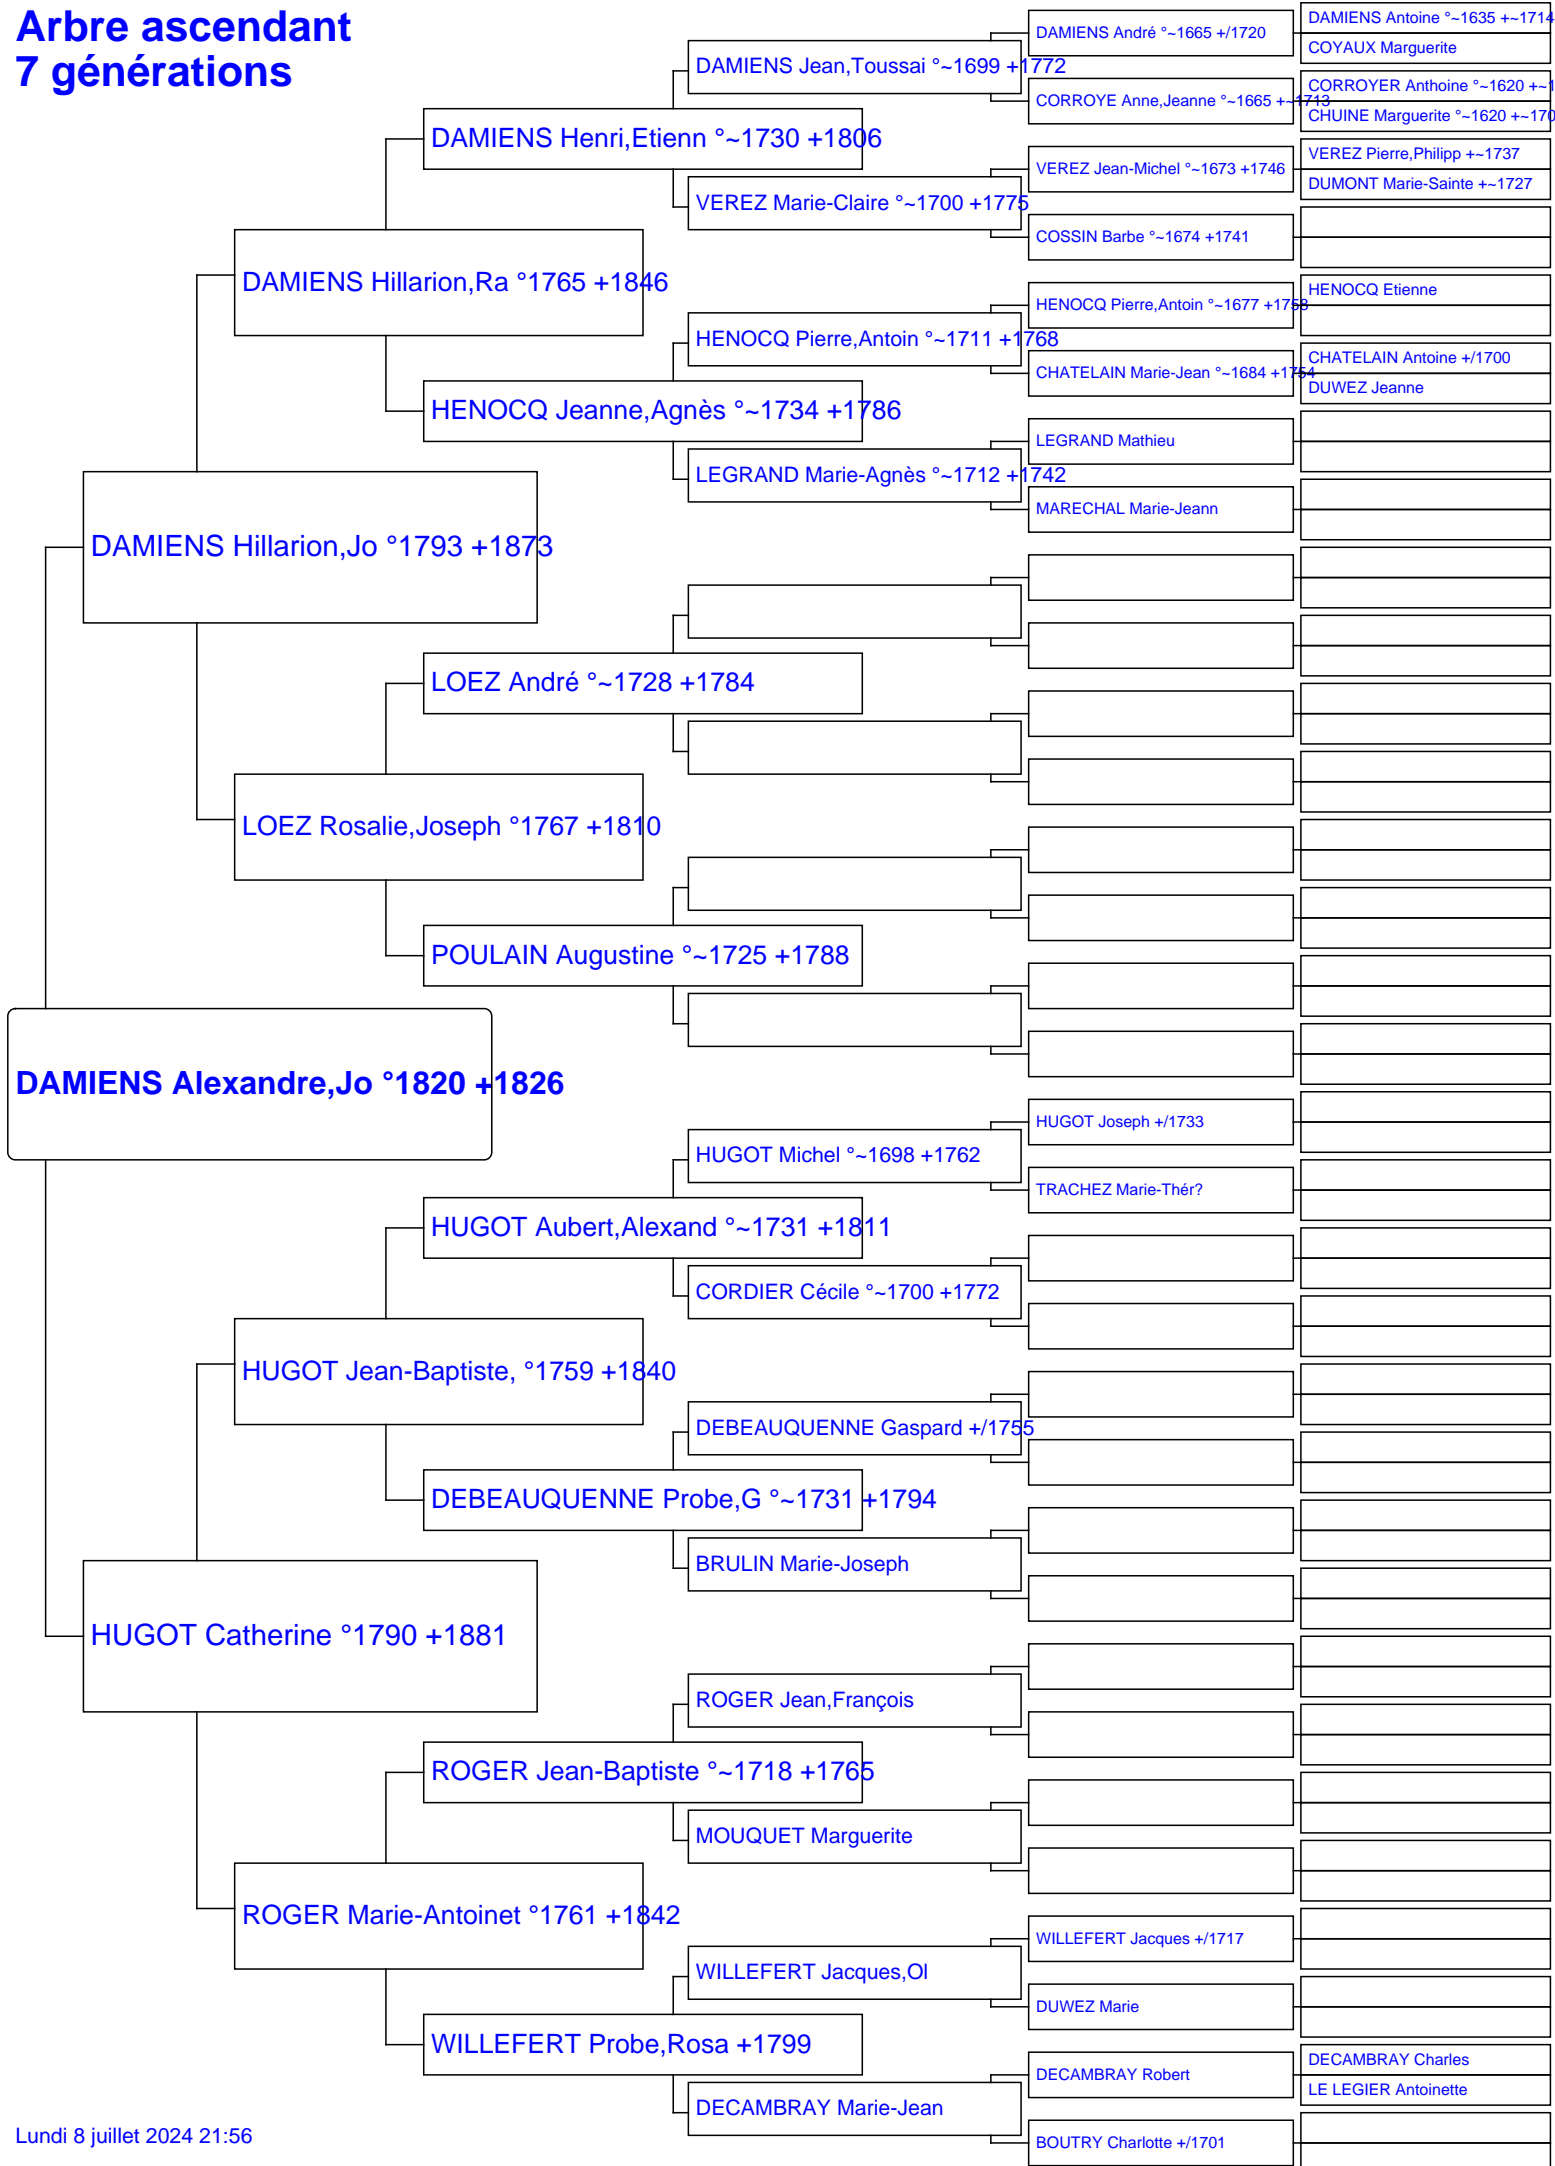 Arbre ascendant
7 générations
DAMIENS Alexandre,Jo °1820 +1826
DAMIENS Hillarion,Jo °1793 +1873
HUGOT Catherine °1790 +1881
DAMIENS Hillarion,Ra °1765 +1846
LOEZ Rosalie,Joseph °1767 +1810
HUGOT Jean-Baptiste, °1759 +1840
ROGER Marie-Antoinet °1761 +1842
DAMIENS Henri,Etienn °~1730 +1806
HENOCQ Jeanne,Agnès °~1734 +1786
LOEZ André °~1728 +1784
POULAIN Augustine °~1725 +1788
HUGOT Aubert,Alexand °~1731 +1811
DEBEAUQUENNE Probe,G °~1731 +1794
ROGER Jean-Baptiste °~1718 +1765
WILLEFERT Probe,Rosa +1799
DAMIENS Jean,Toussai °~1699 +1772
VEREZ Marie-Claire °~1700 +1775
HENOCQ Pierre,Antoin °~1711 +1768
LEGRAND Marie-Agnès °~1712 +1742
HUGOT Michel °~1698 +1762
CORDIER Cécile °~1700 +1772
DEBEAUQUENNE Gaspard +/1755
BRULIN Marie-Joseph
ROGER Jean,François
MOUQUET Marguerite
WILLEFERT Jacques,Ol
DECAMBRAY Marie-Jean
DAMIENS André °~1665 +/1720
CORROYE Anne,Jeanne °~1665 +~1713
VEREZ Jean-Michel °~1673 +1746
COSSIN Barbe °~1674 +1741
HENOCQ Pierre,Antoin °~1677 +1758
CHATELAIN Marie-Jean °~1684 +1754
LEGRAND Mathieu
MARECHAL Marie-Jeann
HUGOT Joseph +/1733
TRACHEZ Marie-Thér?
WILLEFERT Jacques +/1717
DUWEZ Marie
DECAMBRAY Robert
BOUTRY Charlotte +/1701
DAMIENS Antoine °~1635 +~1714
COYAUX Marguerite
CORROYER Anthoine °~1620 +~1
CHUINE Marguerite °~1620 +~170
VEREZ Pierre,Philipp +~1737
DUMONT Marie-Sainte +~1727
HENOCQ Etienne
CHATELAIN Antoine +/1700
DUWEZ Jeanne
DECAMBRAY Charles
LE LEGIER Antoinette
Lundi 8 juillet 2024 21:56